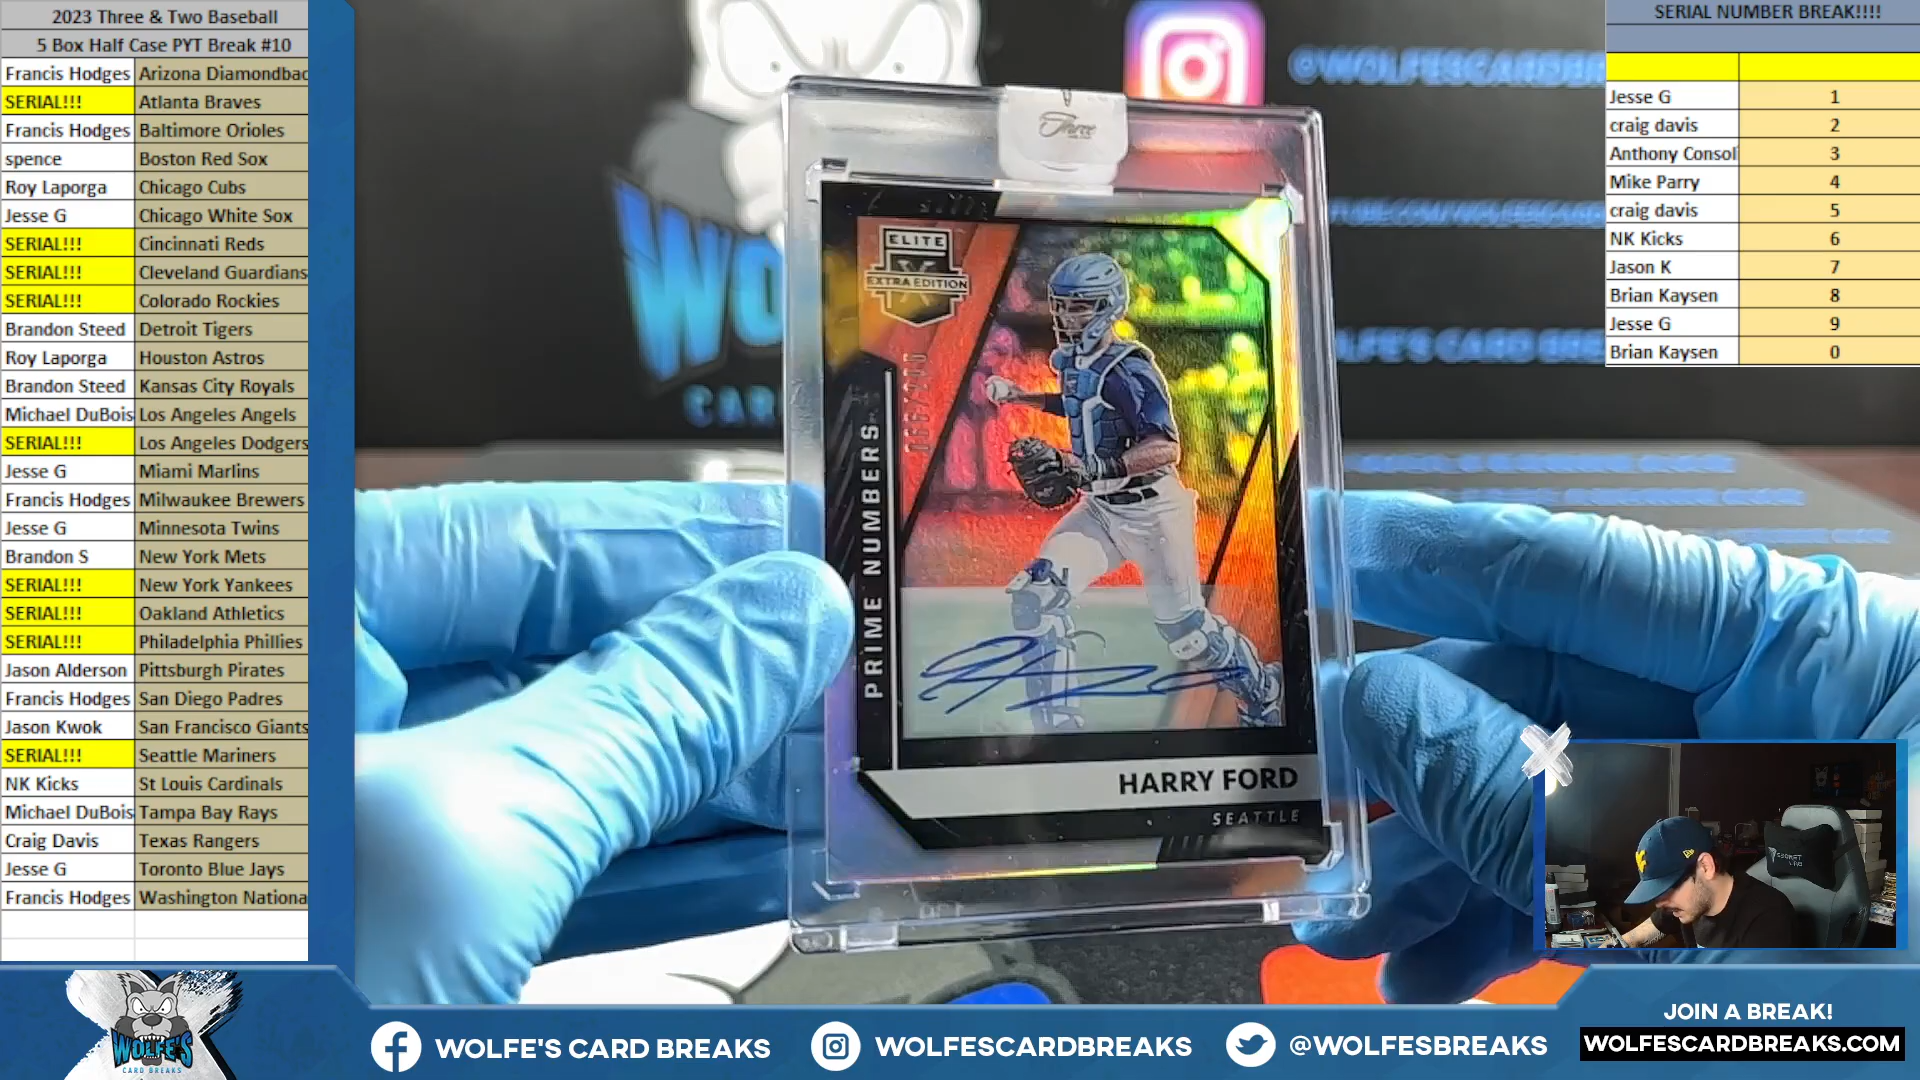 2023 Three & Two Baseball
5 Box Half Case PYT Break #10
Francis Hodges Arizona Diamondbac
SERIAL!!! Atlanta Braves
Francis Hodges Baltimore Orioles
spence Boston Red Sox
Roy Laporga Chicago Cubs
Jesse G Chicago White Sox
SERIAL!!! Cincinnati Reds
SERIAL!!! Cleveland Guardians
SERIAL!!! Colorado Rockies
Brandon Steed Detroit Tigers
Roy Laporga Houston Astros
Brandon Steed Kansas City Royals
Michael DuBois Los Angeles Angels
SERIAL!!! Los Angeles Dodgers
Jesse G Miami Marlins
Francis Hodges Milwaukee Brewers
Jesse G Minnesota Twins
Brandon S New York Mets
SERIAL!!! New York Yankees
SERIAL!!! Oakland Athletics
SERIAL!!! Philadelphia Phillies
Jason Alderson Pittsburgh Pirates
Francis Hodges San Diego Padres
Jason Kwok San Francisco Giants
SERIAL!!! Seattle Mariners
NK Kicks St Louis Cardinals
Michael DuBois Tampa Bay Rays
Craig Davis Texas Rangers
Jesse G Toronto Blue Jays
Francis Hodges Washington Nationa
SERIAL NUMBER BREAK!!!!
Jesse G 1
craig davis 2
Anthony Consol 3
Mike Parry 4
craig davis 5
NK Kicks 6
Jason K 7
Brian Kaysen 8
Jesse G 9
Brian Kaysen 0
@WOLFESCARDBR
Three
ELITE
X
EXTRA EDITION
PRIME NUMBERS
HARRY FORD
SEATTLE
WOLFE'S
CARD BREAKS
WOLFE'S CARD BREAKS
WOLFESCARDBREAKS
@WOLFESBREAKS
JOIN A BREAK!
WOLFESCARDBREAKS.COM